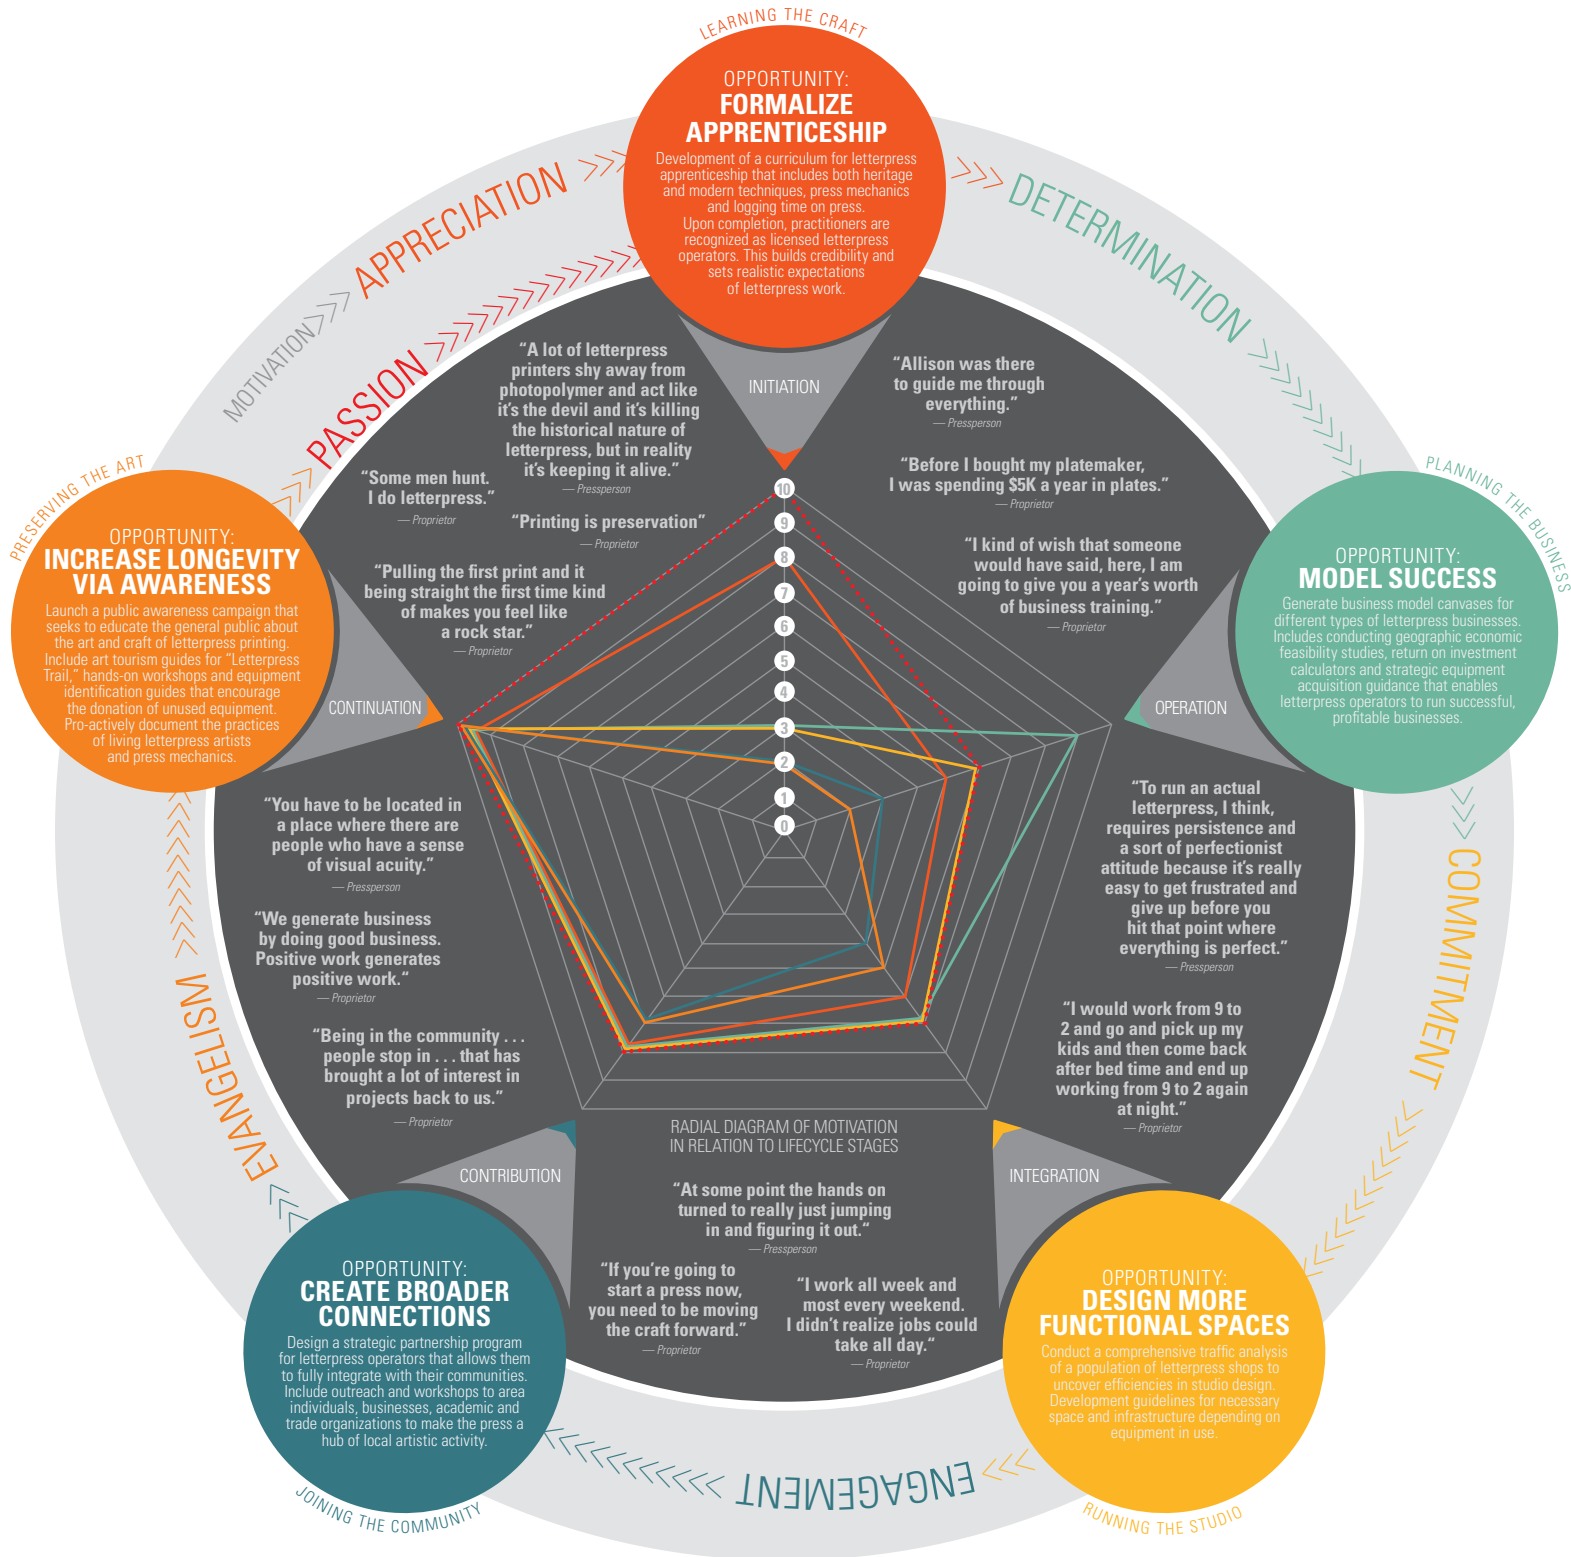 LEARNING THE CRAFT
OPPORTUNITY:
FORMALIZE
APPRENTICESHIP
Development of a curriculum for letterpress
apprenticeship that includes both heritage
and modern techniques, press mechanics
and logging time on press.
Upon completion, practitioners are
recognized as licensed letterpress
operators. This builds credibility and
sets realistic expectations
of letterpress work.
MOTIVATION
APPRECIATION
PASSION
DETERMINATION
INITIATION
“A lot of letterpress
printers shy away from
photopolymer and act like
it’s the devil and it’s killing
the historical nature of
letterpress, but in reality
it’s keeping it alive.”
— Pressperson
“Some men hunt.
I do letterpress.”
— Proprietor
“Printing is preservation”
— Proprietor
“Pulling the first print and it
being straight the first time kind
of makes you feel like
a rock star.”
— Proprietor
“Allison was there
to guide me through
everything.”
— Pressperson
“Before I bought my platemaker,
I was spending $5K a year in plates.”
— Proprietor
“I kind of wish that someone
would have said, here, I am
going to give you a year’s worth
of business training.”
— Proprietor
PRESERVING THE ART
OPPORTUNITY:
INCREASE LONGEVITY
VIA AWARENESS
Launch a public awareness campaign that
seeks to educate the general public about
the art and craft of letterpress printing.
Include art tourism guides for “Letterpress
Trail,” hands-on workshops and equipment
identification guides that encourage
the donation of unused equipment.
Pro-actively document the practices
of living letterpress artists
and press mechanics.
CONTINUATION
10
9
8
7
6
5
4
3
2
1
0
OPERATION
PLANNING THE BUSINESS
OPPORTUNITY:
MODEL SUCCESS
Generate business model canvases for
different types of letterpress businesses.
Includes conducting geographic economic
feasibility studies, return on investment
calculators and strategic equipment
acquisition guidance that enables
letterpress operators to run successful,
profitable businesses.
“You have to be located in
a place where there are
people who have a sense
of visual acuity.”
— Pressperson
“We generate business
by doing good business.
Positive work generates
positive work.“
— Proprietor
“Being in the community . . .
people stop in . . . that has
brought a lot of interest in
projects back to us.”
— Proprietor
“To run an actual
letterpress, I think,
requires persistence and
a sort of perfectionist
attitude because it’s really
easy to get frustrated and
give up before you
hit that point where
everything is perfect.”
— Pressperson
“I would work from 9 to
2 and go and pick up my
kids and then come back
after bed time and end up
working from 9 to 2 again
at night.”
— Proprietor
COMMITMENT
EVANGELISM
RADIAL DIAGRAM OF MOTIVATION
IN RELATION TO LIFECYCLE STAGES
CONTRIBUTION
INTEGRATION
“At some point the hands on
turned to really just jumping
in and figuring it out.“
— Pressperson
“If you’re going to
start a press now,
you need to be moving
the craft forward.”
— Proprietor
“I work all week and
most every weekend.
I didn’t realize jobs could
take all day.“
— Proprietor
OPPORTUNITY:
CREATE BROADER
CONNECTIONS
Design a strategic partnership program
for letterpress operators that allows them
to fully integrate with their communities.
Include outreach and workshops to area
individuals, businesses, academic and
trade organizations to make the press a
hub of local artistic activity.
JOINING THE COMMUNITY
ENGAGEMENT
OPPORTUNITY:
DESIGN MORE
FUNCTIONAL SPACES
Conduct a comprehensive traffic analysis
of a population of letterpress shops to
uncover efficiencies in studio design.
Development guidelines for necessary
space and infrastructure depending on
equipment in use.
RUNNING THE STUDIO